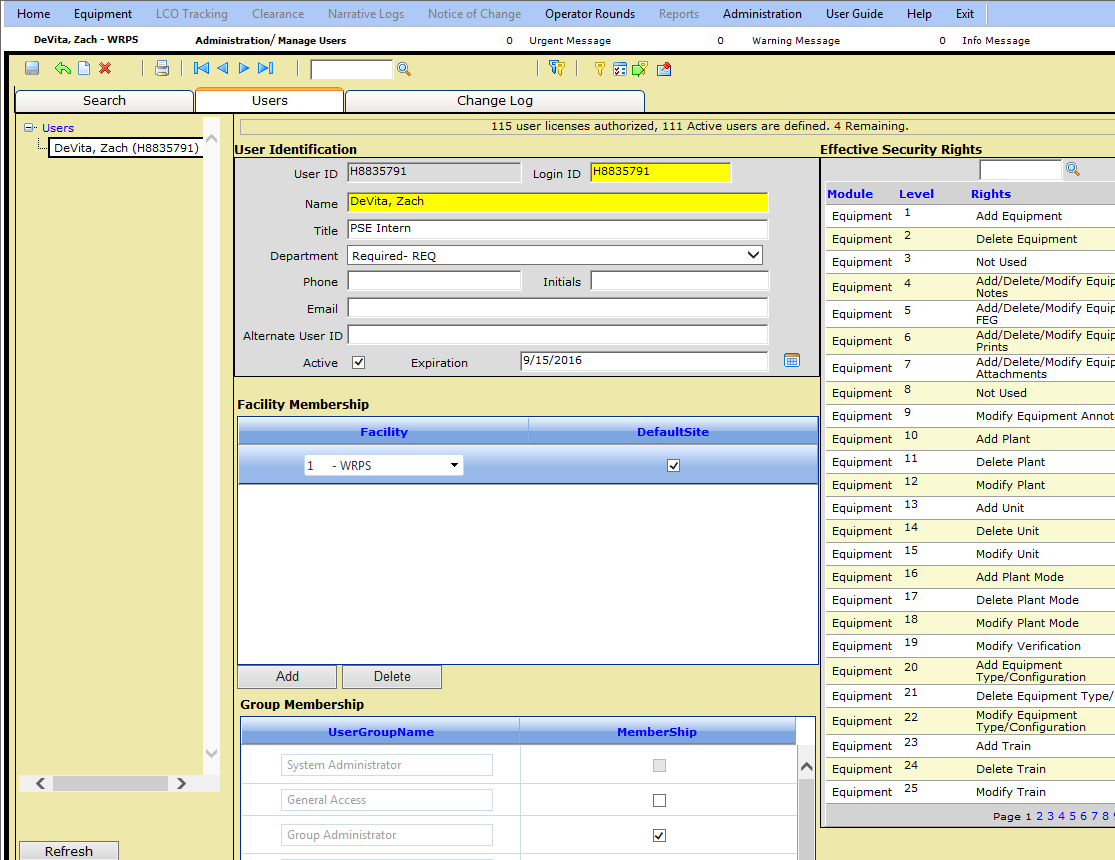 Home Equipment LCO Tracking Clearance Narrative Logs Notice of Change Operator Rounds Reports Administration User Guide Help Exit
DeVita, Zach - WRPS Administration/ Manage Users 0 Urgent Message 0 Warning Message 0 Info Message
Search Users Change Log
Users
DeVita, Zach (H8835791)
Refresh
115 user licenses authorized, 111 Active users are defined. 4 Remaining.
User Identification
User ID H8835791 Login ID H8835791
Name DeVita, Zach
Title PSE Intern
Department Required- REQ
Phone Initials
Email
Alternate User ID
Active Expiration 9/15/2016
Facility Membership
Facility DefaultSite
1 - WRPS
Add Delete
Group Membership
UserGroupName MemberShip
System Administrator
General Access
Group Administrator
Effective Security Rights
Module Level Rights
Equipment 1 Add Equipment
Equipment 2 Delete Equipment
Equipment 3 Not Used
Equipment 4 Add/Delete/Modify Equip
Notes
Equipment 5 Add/Delete/Modify Equip
FEG
Equipment 6 Add/Delete/Modify Equip
Prints
Equipment 7 Add/Delete/Modify Equip
Attachments
Equipment 8 Not Used
Equipment 9 Modify Equipment Annot
Equipment 10 Add Plant
Equipment 11 Delete Plant
Equipment 12 Modify Plant
Equipment 13 Add Unit
Equipment 14 Delete Unit
Equipment 15 Modify Unit
Equipment 16 Add Plant Mode
Equipment 17 Delete Plant Mode
Equipment 18 Modify Plant Mode
Equipment 19 Modify Verification
Equipment 20 Add Equipment
Type/Configuration
Equipment 21 Delete Equipment Type/
Equipment 22 Modify Equipment
Type/Configuration
Equipment 23 Add Train
Equipment 24 Delete Train
Equipment 25 Modify Train
Page 1 2 3 4 5 6 7 8